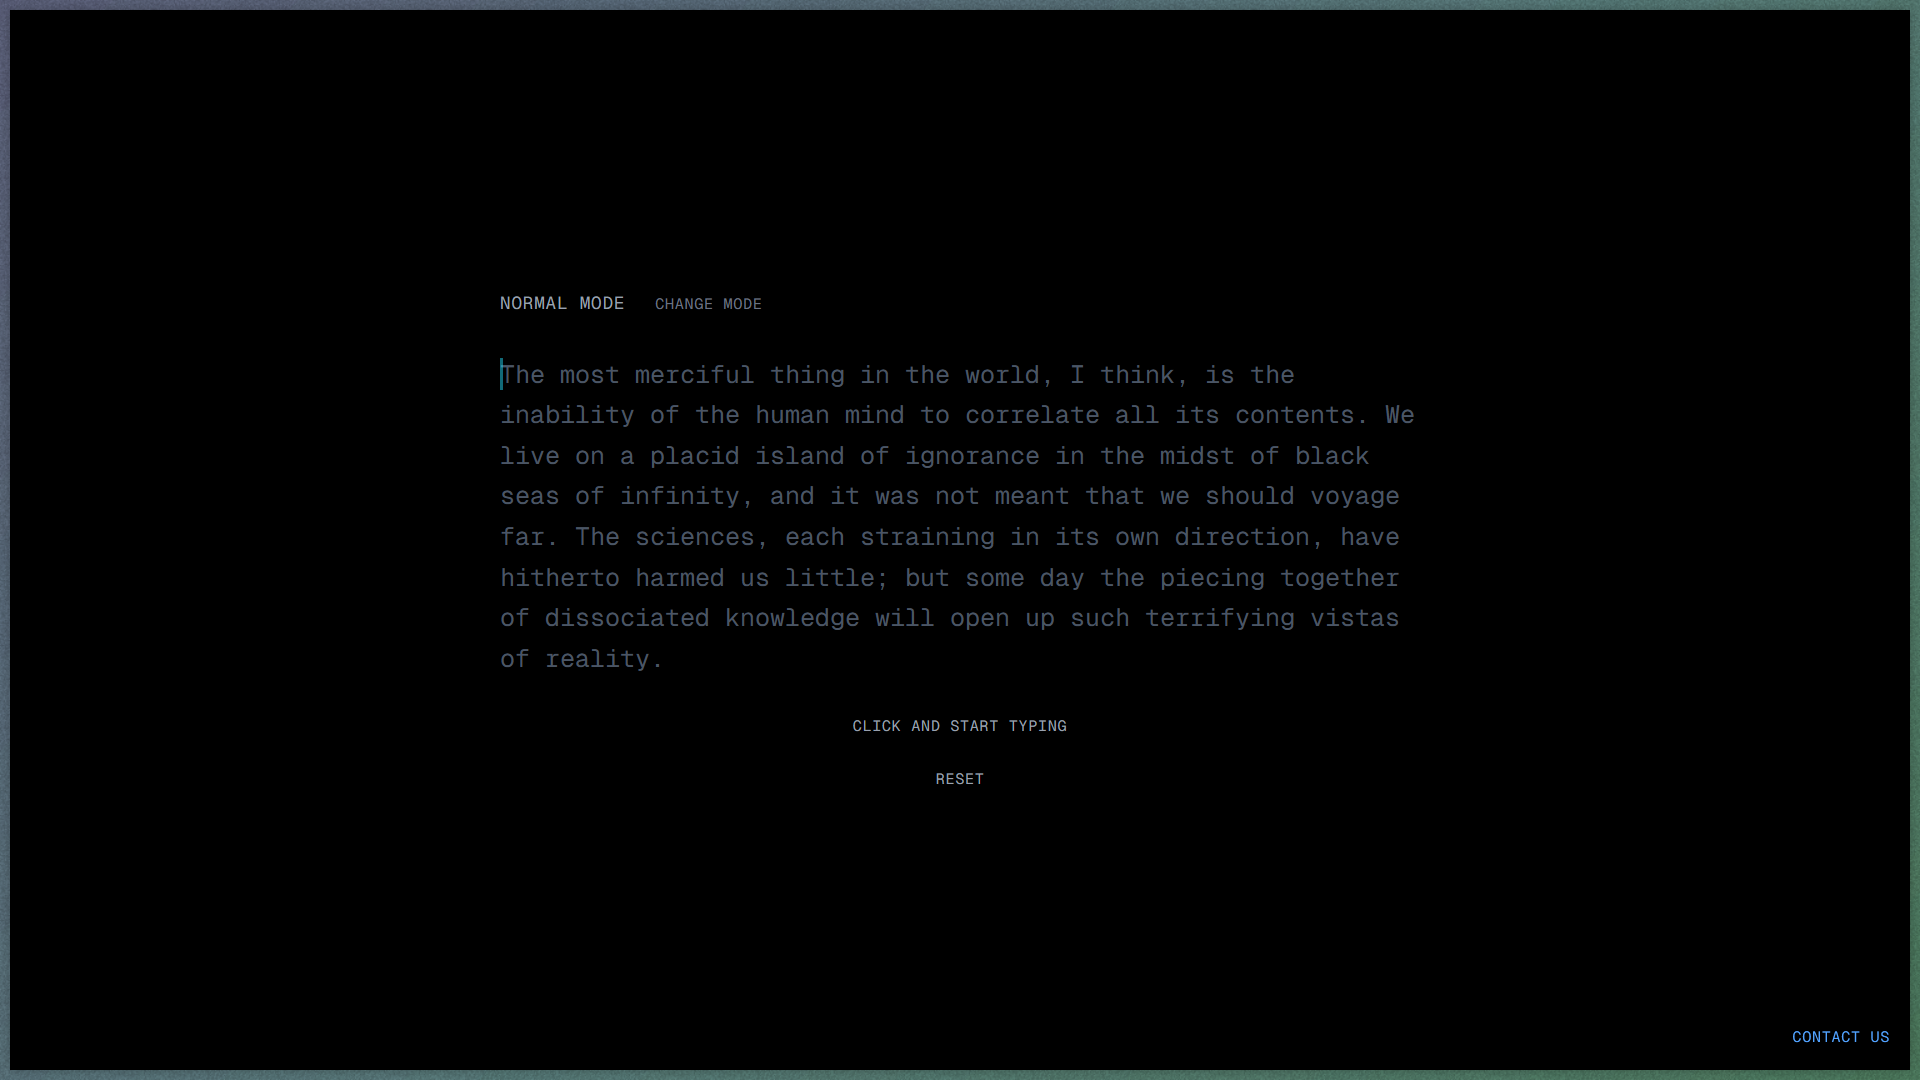 NORMAL MODE CHANGE MODE
The most merciful thing in the world, I think, is the
inability of the human mind to correlate all its contents. We
live on a placid island of ignorance in the midst of black
seas of infinity, and it was not meant that we should voyage
far. The sciences, each straining in its own direction, have
hitherto harmed us little; but some day the piecing together
of dissociated knowledge will open up such terrifying vistas
of reality.
CLICK AND START TYPING
RESET
CONTACT US